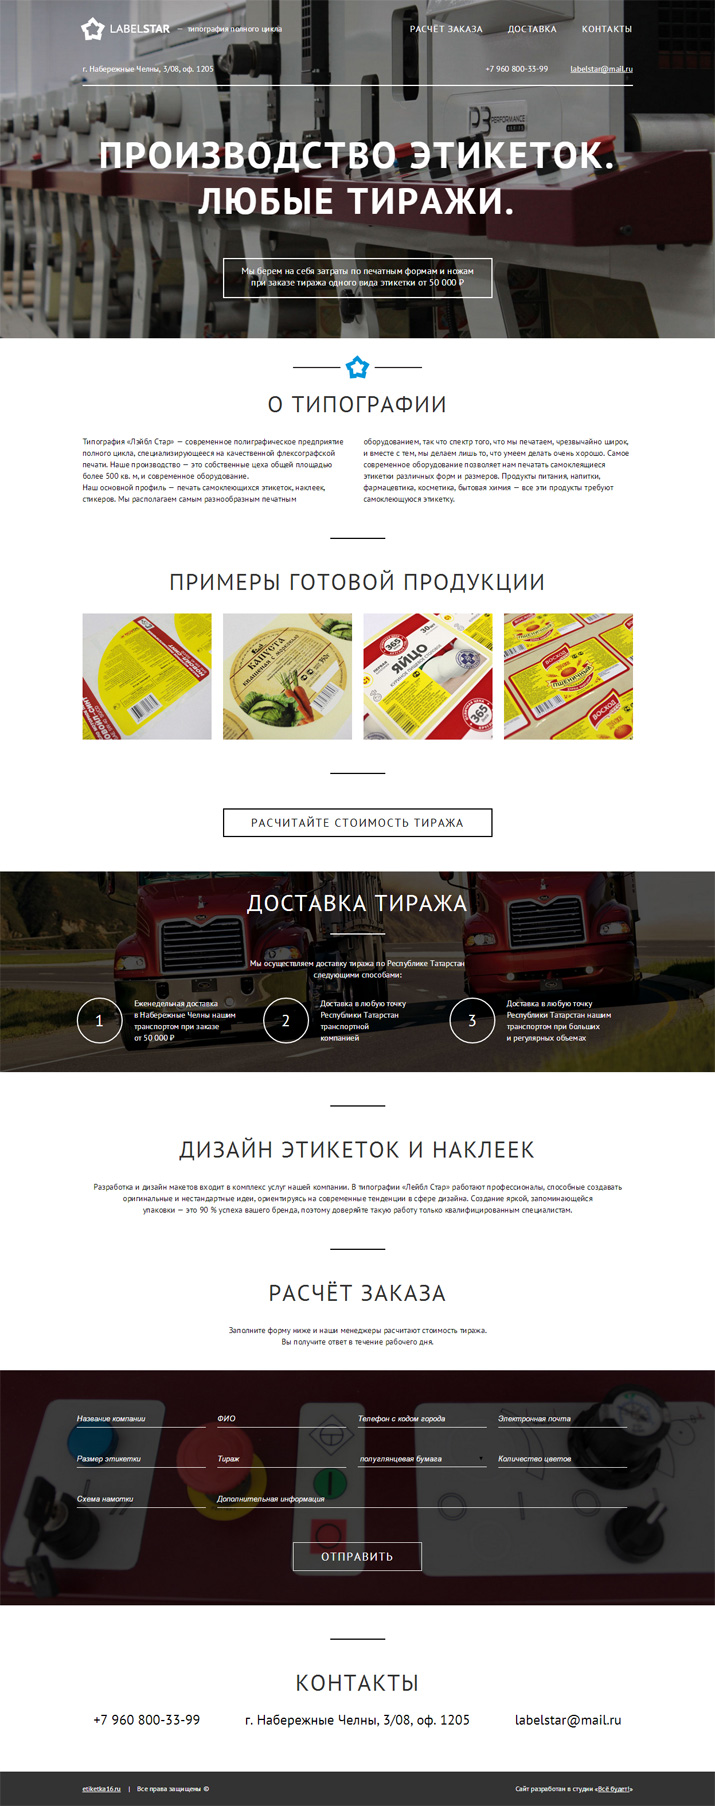 LABELSTAR — типография полного цикла
РАСЧЁТ ЗАКАЗА ДОСТАВКА КОНТАКТЫ
г. Набережные Челны, 3/08, оф. 1205
+7 960 800-33-99 labelstar@mail.ru
P3 PERFORMANCE SERIES
ПРОИЗВОДСТВО ЭТИКЕТОК.
ЛЮБЫЕ ТИРАЖИ.
Мы берем на себя затраты по печатным формам и ножам
при заказе тиража одного вида этикетки от 50 000 ₽
О ТИПОГРАФИИ
Типография «Лэйбл Стар» — современное полиграфическое предприятие
полного цикла, специализирующееся на качественной флексографской
печати. Наше производство — это собственные цеха общей площадью
более 500 кв. м, и современное оборудование.
Наш основной профиль — печать самоклеющихся этикеток, наклеек,
стикеров. Мы располагаем самым разнообразным печатным
оборудованием, так что спектр того, что мы печатаем, чрезвычайно широк,
и вместе с тем, мы делаем лишь то, что умеем делать очень хорошо. Самое
современное оборудование позволяет нам печатать самоклеящиеся
этикетки различных форм и размеров. Продукты питания, напитки,
фармацевтика, косметика, бытовая химия — все эти продукты требуют
самоклеющуюся этикетку.
ПРИМЕРЫ ГОТОВОЙ ПРОДУКЦИИ
КАПУСТА
квашеная с морковью
365
ЯЙЦО
365
ВОСХОД
ПШЕНИЧНЫЙ
ВОСХОД
РАСЧИТАЙТЕ СТОИМОСТЬ ТИРАЖА
ДОСТАВКА ТИРАЖА
Мы осуществляем доставку тиража по Республике Татарстан
следующими способами:
1
Еженедельная доставка
в Набережные Челны нашим
транспортом при заказе
от 50 000 ₽
2
Доставка в любую точку
Республики Татарстан
транспортной
компанией
3
Доставка в любую точку
Республики Татарстан нашим
транспортом при больших
и регулярных объемах
ДИЗАЙН ЭТИКЕТОК И НАКЛЕЕК
Разработка и дизайн макетов входит в комплекс услуг нашей компании. В типографии «Лейбл Стар» работают профессионалы, способные создавать
оригинальные и нестандартные идеи, ориентируясь на современные тенденции в сфере дизайна. Создание яркой, запоминающейся
упаковки — это 90 % успеха вашего бренда, поэтому доверяйте такую работу только квалифицированным специалистам.
РАСЧЁТ ЗАКАЗА
Заполните форму ниже и наши менеджеры расчитают стоимость тиража.
Вы получите ответ в течение рабочего дня.
Название компании ФИО Телефон с кодом города Электронная почта
Размер этикетки Тираж полуглянцевая бумага Количество цветов
Схема намотки Дополнительная информация
ОТПРАВИТЬ
КОНТАКТЫ
+7 960 800-33-99 г. Набережные Челны, 3/08, оф. 1205 labelstar@mail.ru
etiketka16.ru | Все права защищены ©
Сайт разработан в студии «Всё будет!»